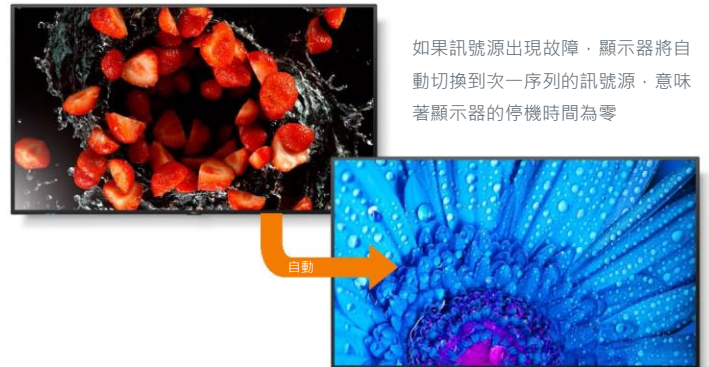 如果訊號源出現故障，顯示器將自
動切換到次一序列的訊號源，意味
著顯示器的停機時間為零
自動